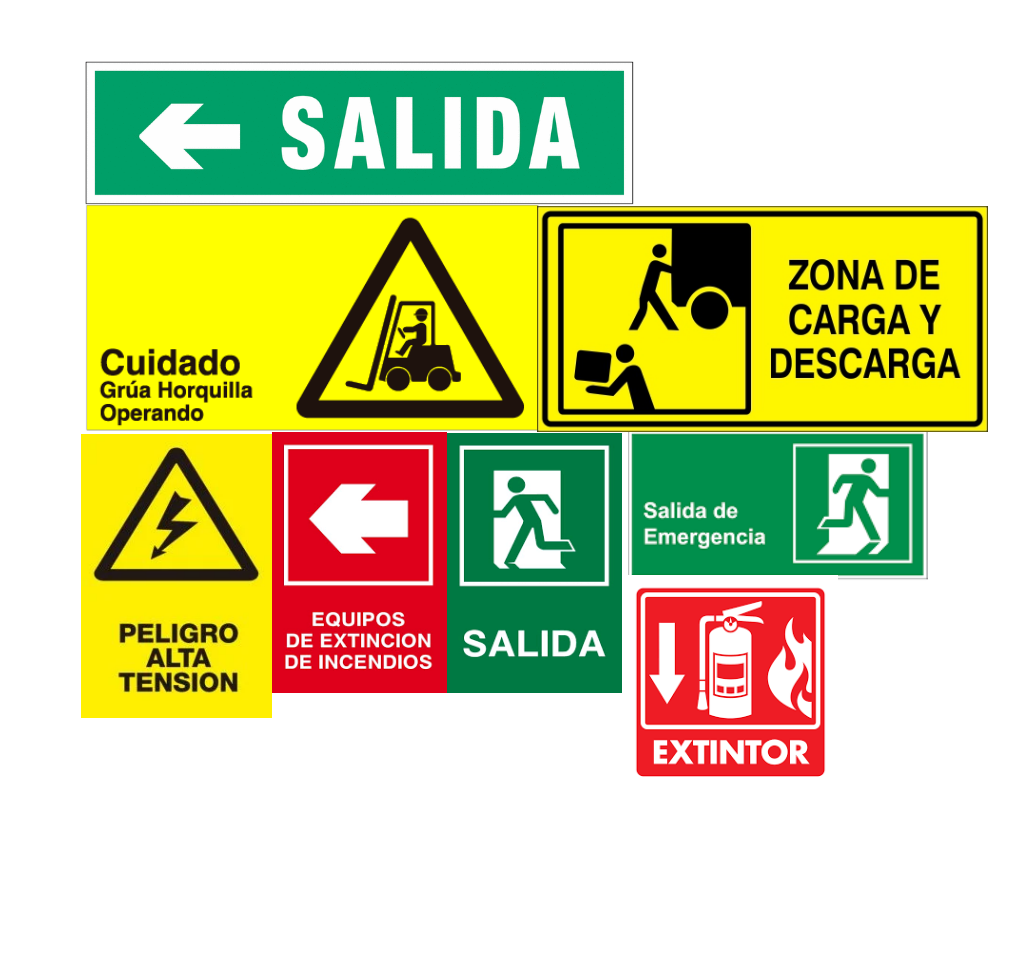 SALIDA
Cuidado
Grúa Horquilla
Operando
ZONA DE
CARGA Y
DESCARGA
PELIGRO
ALTA
TENSION
EQUIPOS
DE EXTINCION
DE INCENDIOS
SALIDA
Salida de
Emergencia
EXTINTOR